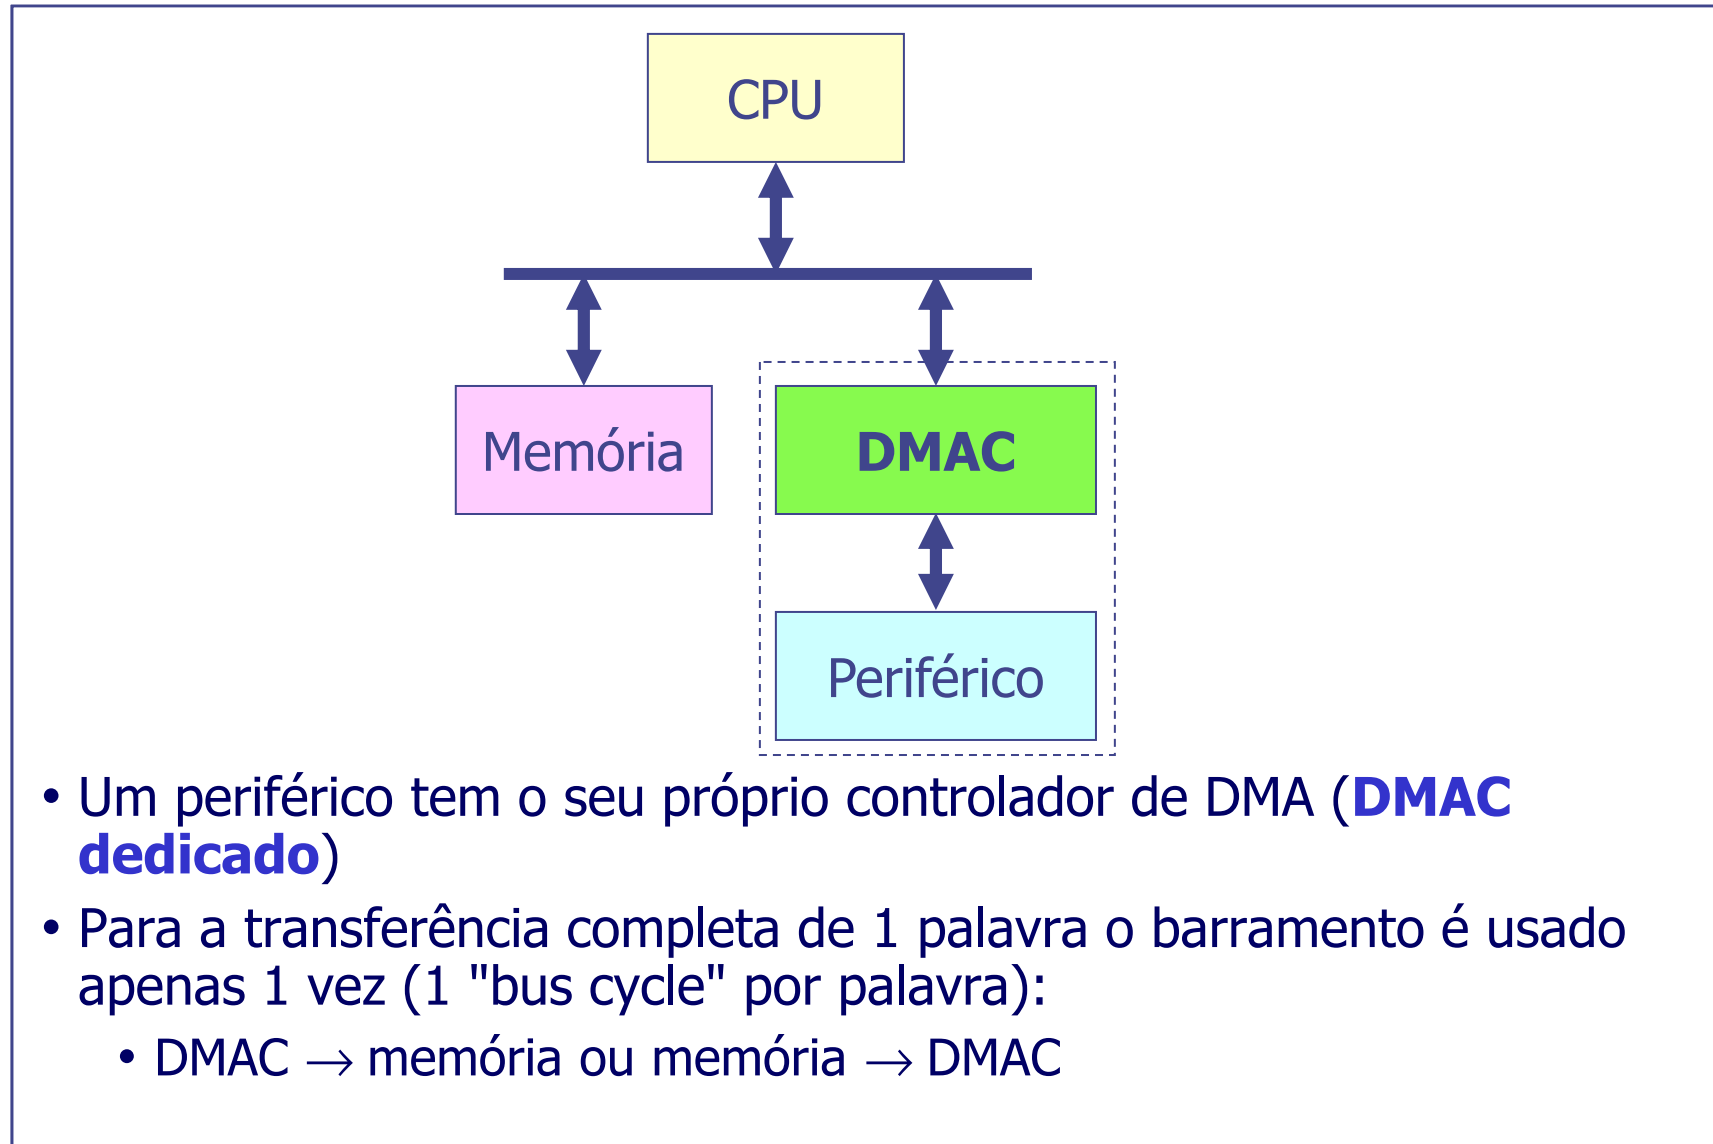 CPU
Memória
DMAC
Periférico
• Um periférico tem o seu próprio controlador de DMA (DMAC
dedicado)
• Para a transferência completa de 1 palavra o barramento é usado
apenas 1 vez (1 "bus cycle" por palavra):
• DMAC → memória ou memória → DMAC